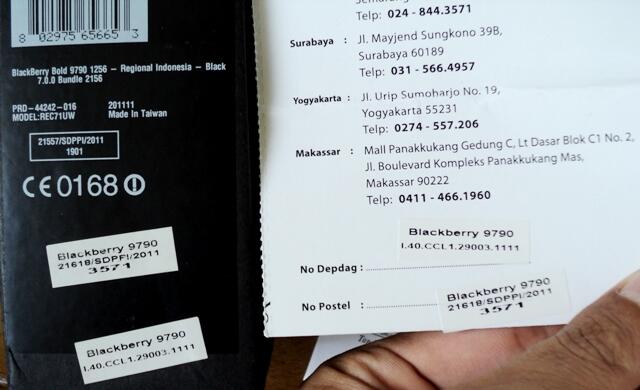 8 02975 65665 3
BlackBerry Bold 9790 1256 - Regional Indonesia - Black
7.0.0 Bundle 2156
PRD-44242-016 201111
MODEL:REC71UW Made In Taiwan
21557/SDPPI/2011
1901
CE0168
Blackberry 9790
21618/SDPPI/2011
3571
Blackberry 9790
I.40.CCL1.29003.1111
Telp: 024 - 844.3571
Surabaya : Jl. Mayjend Sungkono 39B,
Surabaya 60189
Telp: 031 - 566.4957
Yogyakarta : Jl. Urip Sumoharjo No. 19,
Yogyakarta 55231
Telp: 0274 - 557.206
Makassar : Mall Panakkukang Gedung C, Lt Dasar Blok C1 No. 2,
Jl. Boulevard Kompleks Panakkukang Mas,
Makassar 90222
Telp: 0411 - 466.1960
Blackberry 9790
I.40.CCL1.29003.1111
No Depdag :
No Postel :
Blackberry 9790
21618/SDPPI/2011
3571